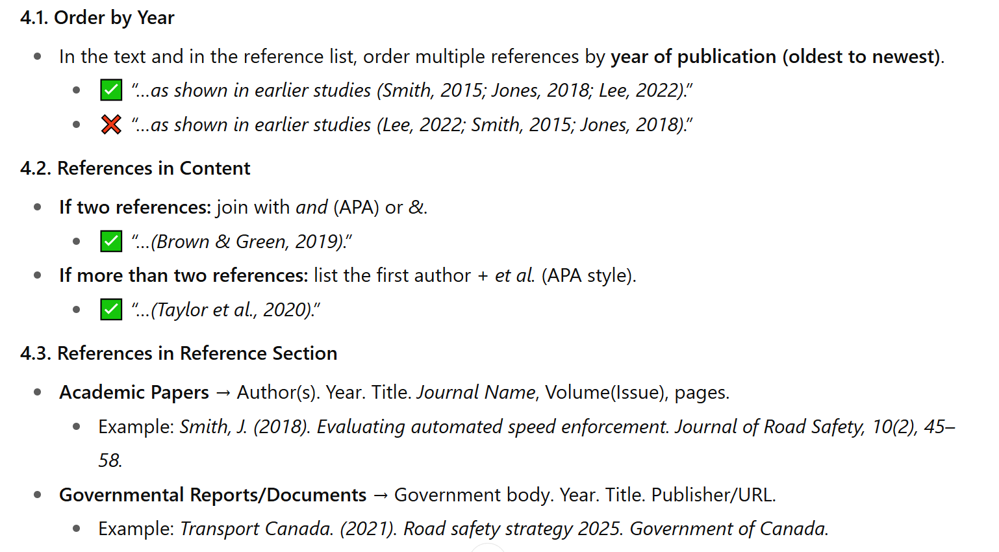 4.1. Order by Year
• In the text and in the reference list, order multiple references by year of publication (oldest to newest).
• ✅ “…as shown in earlier studies (Smith, 2015; Jones, 2018; Lee, 2022).”
• ❌ “…as shown in earlier studies (Lee, 2022; Smith, 2015; Jones, 2018).”
4.2. References in Content
• If two references: join with and (APA) or &.
• ✅ “…(Brown & Green, 2019).”
• If more than two references: list the first author + et al. (APA style).
• ✅ “…(Taylor et al., 2020).”
4.3. References in Reference Section
• Academic Papers → Author(s). Year. Title. Journal Name, Volume(Issue), pages.
• Example: Smith, J. (2018). Evaluating automated speed enforcement. Journal of Road Safety, 10(2), 45–
58.
• Governmental Reports/Documents → Government body. Year. Title. Publisher/URL.
• Example: Transport Canada. (2021). Road safety strategy 2025. Government of Canada.